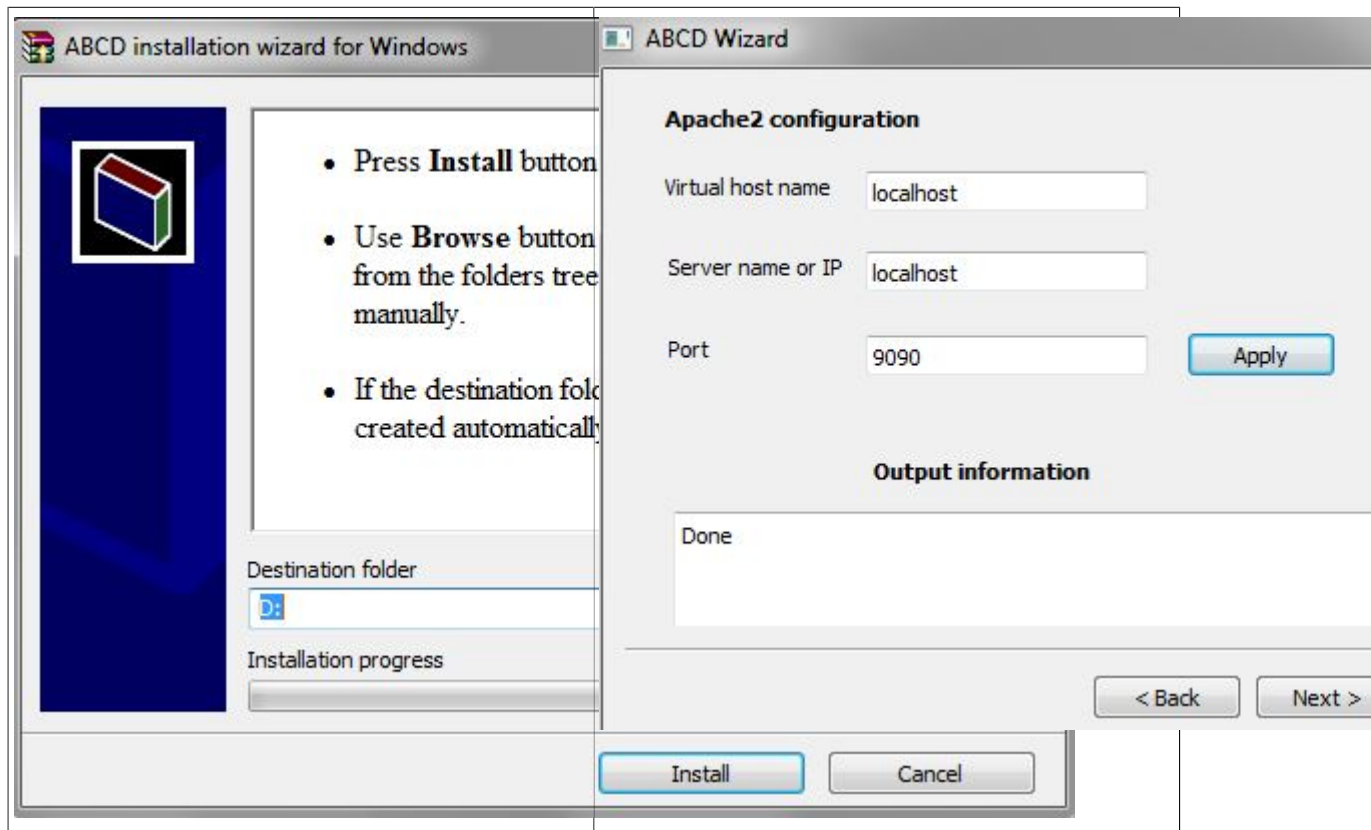 ABCD installation wizard for Windows
• Press Install button
• Use Browse button
from the folders tree
manually.
• If the destination
created automatically
Destination folder
D:
Installation progress
Install
Cancel
ABCD Wizard
Apache2 configuration
Virtual host name
localhost
Server name or IP
localhost
Port
9090
Apply
Output information
Done
< Back
Next >